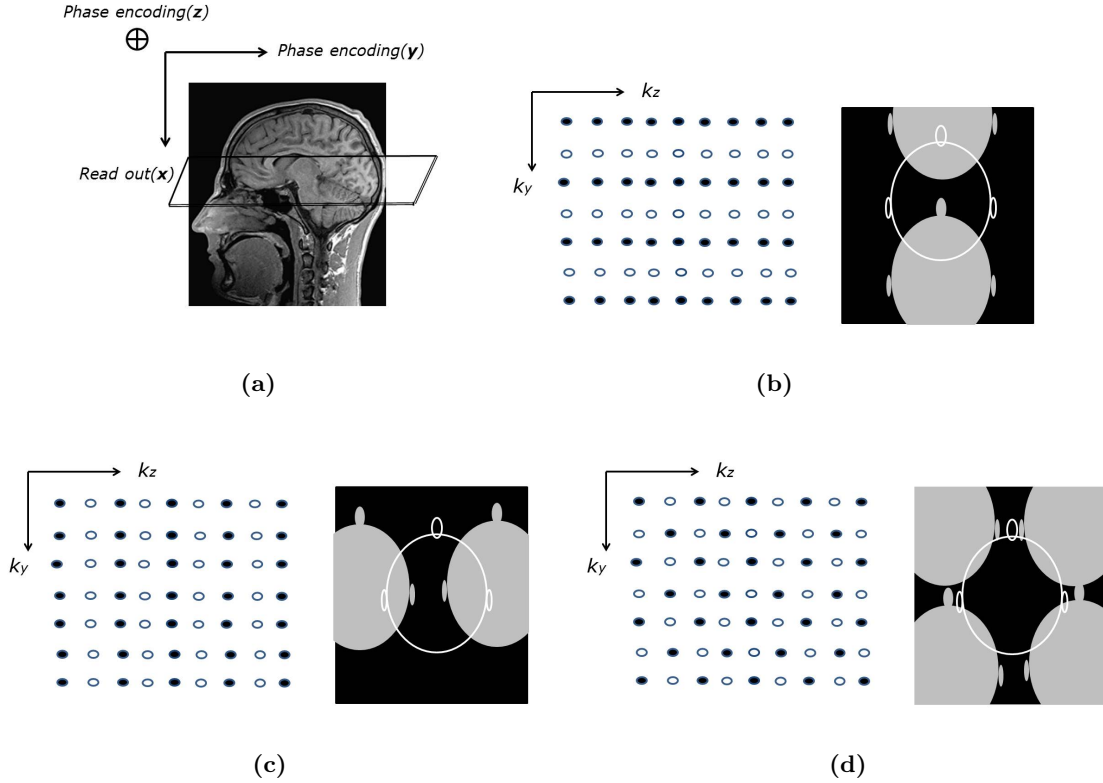 Phase encoding(z)
Phase encoding(y)
Read out(x)
(a)
kz
ky
(b)
kz
ky
(c)
kz
ky
(d)